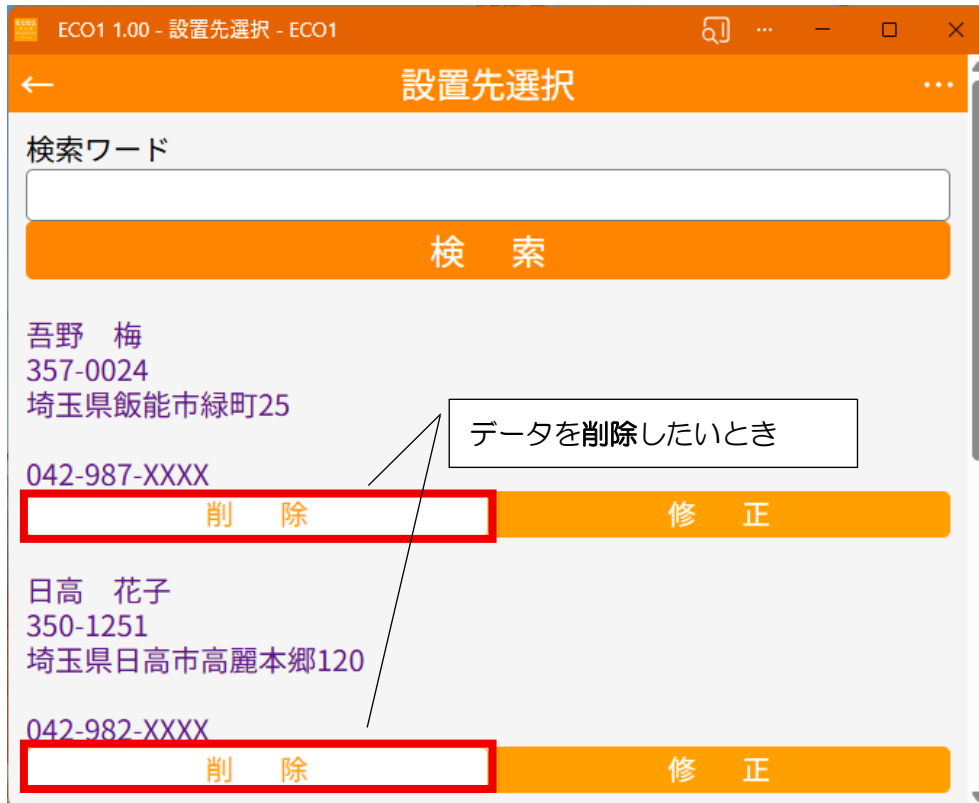 ECO1 1.00 - 設置先選択 - ECO1
設置先選択
検索ワード
検 索
吾野 梅
357-0024
埼玉県飯能市緑町25
データを削除したいとき
042-987-XXXX
削 除
修 正
日高 花子
350-1251
埼玉県日高市高麗本郷120
042-982-XXXX
削 除
修 正